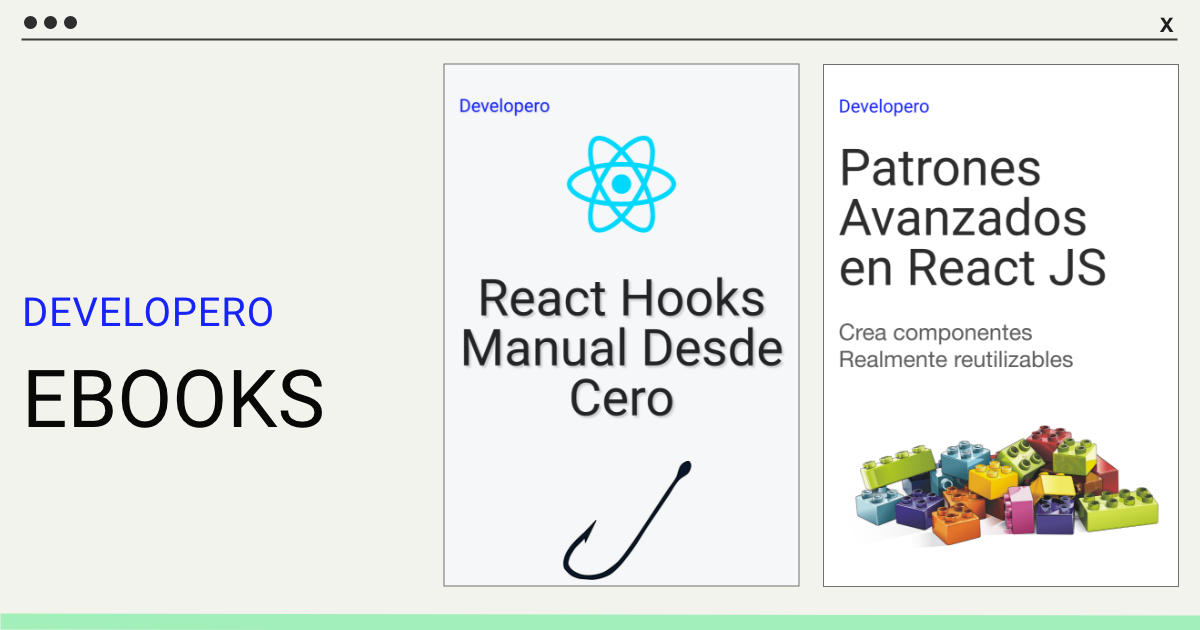 X
DEVELOPERO
EBOOKS
Developero
React Hooks
Manual Desde
Cero
Developero
Patrones
Avanzados
en React JS
Crea componentes
Realmente reutilizables